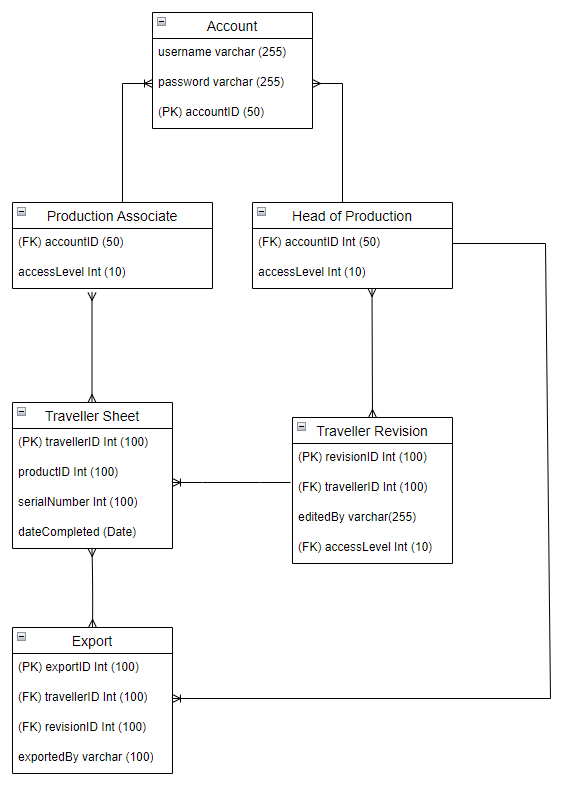 Account
username varchar (255)
password varchar (255)
(PK) accountID (50)
Production Associate
(FK) accountID (50)
accessLevel Int (10)
Head of Production
(FK) accountID Int (50)
accessLevel Int (10)
Traveller Sheet
(PK) travellerID Int (100)
productID Int (100)
serialNumber Int (100)
dateCompleted (Date)
Traveller Revision
(PK) revisionID Int (100)
(FK) travellerID Int (100)
editedBy varchar(255)
(FK) accessLevel Int (10)
Export
(PK) exportID Int (100)
(FK) travellerID Int (100)
(FK) revisionID Int (100)
exportedBy varchar (100)